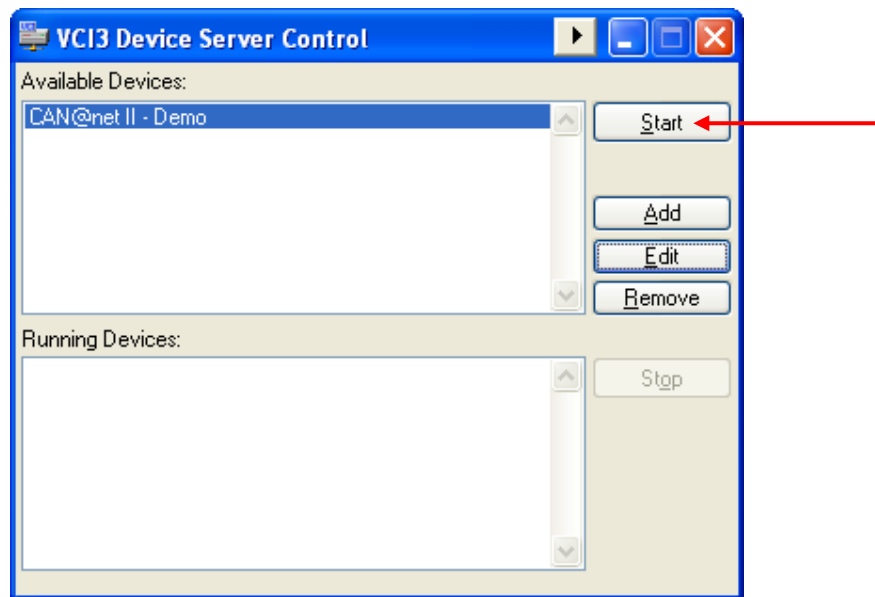 VCI3 Device Server Control
Available Devices:
CAN@net II - Demo
Start
Add
Edit
Remove
Running Devices:
Stop